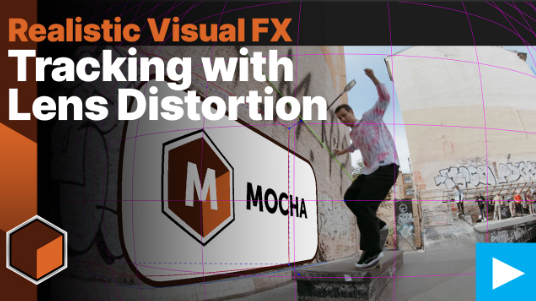 Realistic Visual FX
Tracking with
Lens Distortion
M
MOCHA